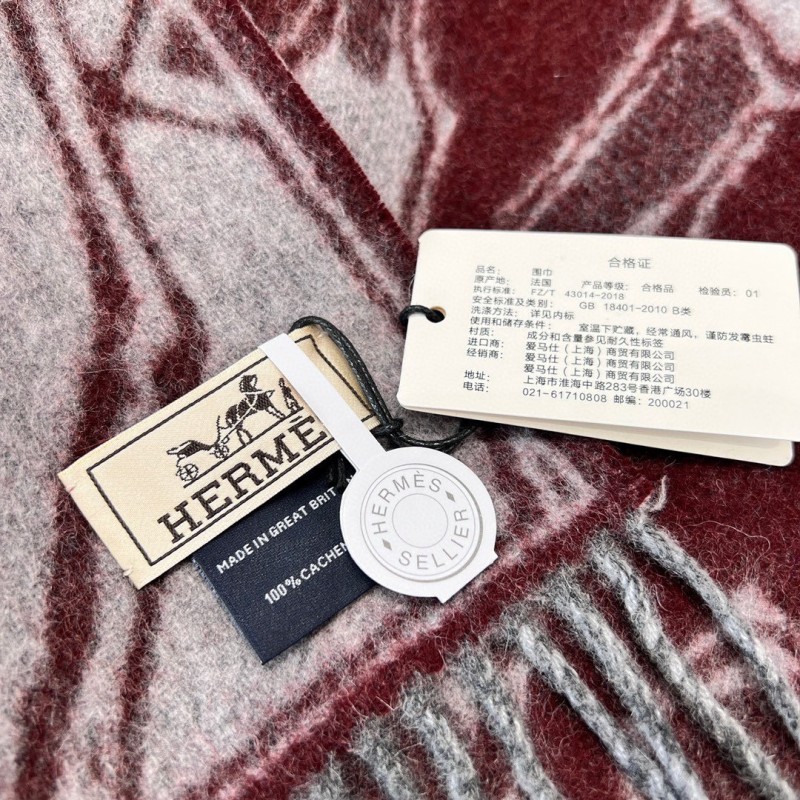 合格证
品名： 围巾
原产地： 法国 产品等级： 合格品 检验员：01
执行标准： FZ/T 43014-2018
安全标准及类别： GB 18401-2010 B类
洗涤方法： 详见内标
使用和储存条件： 室温下贮藏，经常通风，谨防发霉虫蛀
材质： 成分和含量参见耐久性标签
进口商： 爱马仕（上海）商贸有限公司
经销商： 爱马仕（上海）商贸有限公司
爱马仕（上海）商贸有限公司
地址： 上海市淮海中路283号香港广场30楼
电话： 021-61710808 邮编：200021
HERMÈ
MADE IN GREAT BRIT
100% CACHEM
HERMÈS
SELLIER